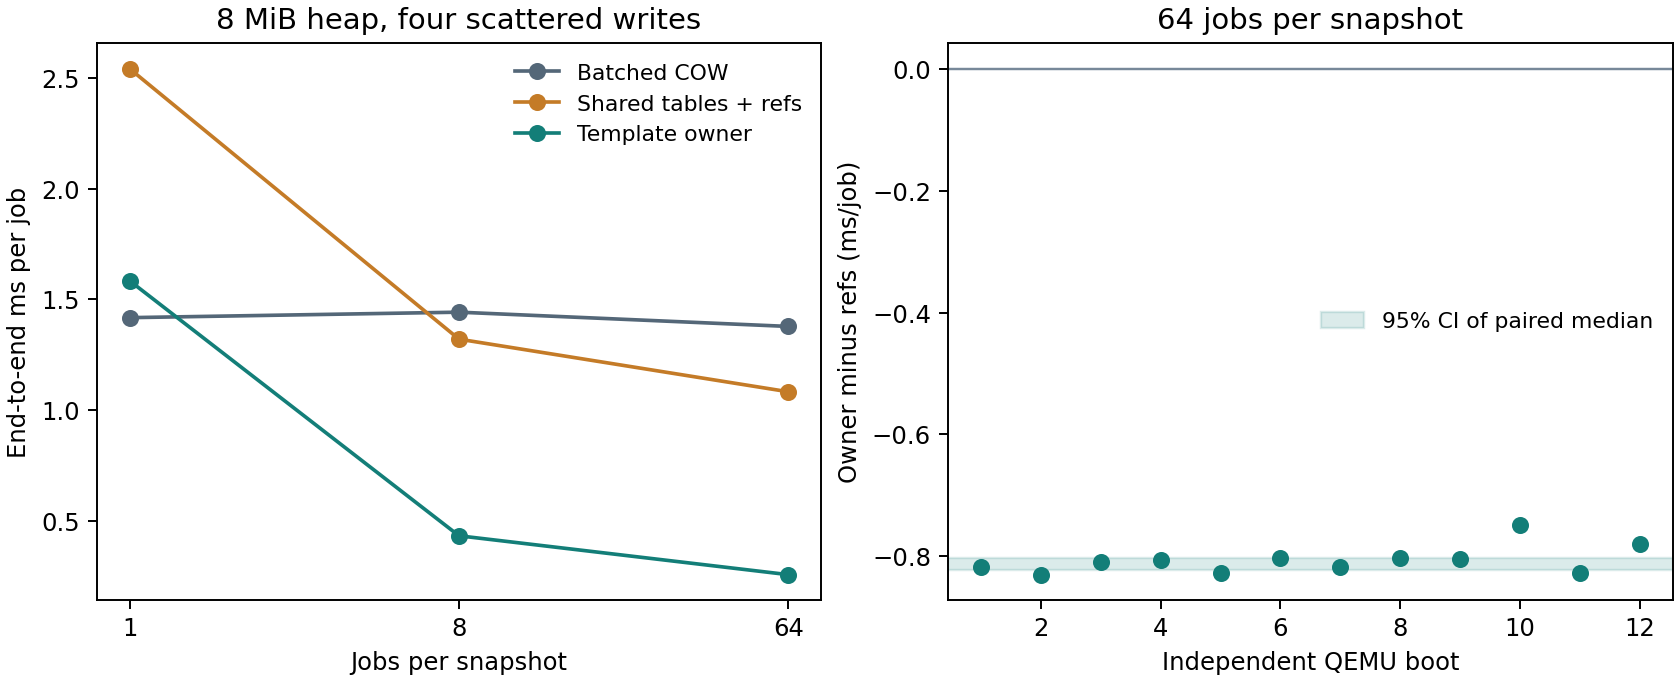 8 MiB heap, four scattered writes
End-to-end ms per job
2.5
2.0
1.5
1.0
0.5
Batched COW
Shared tables + refs
Template owner
1
8
64
Jobs per snapshot
64 jobs per snapshot
Owner minus refs (ms/job)
0.0
−0.2
−0.4
−0.6
−0.8
95% CI of paired median
2
4
6
8
10
12
Independent QEMU boot